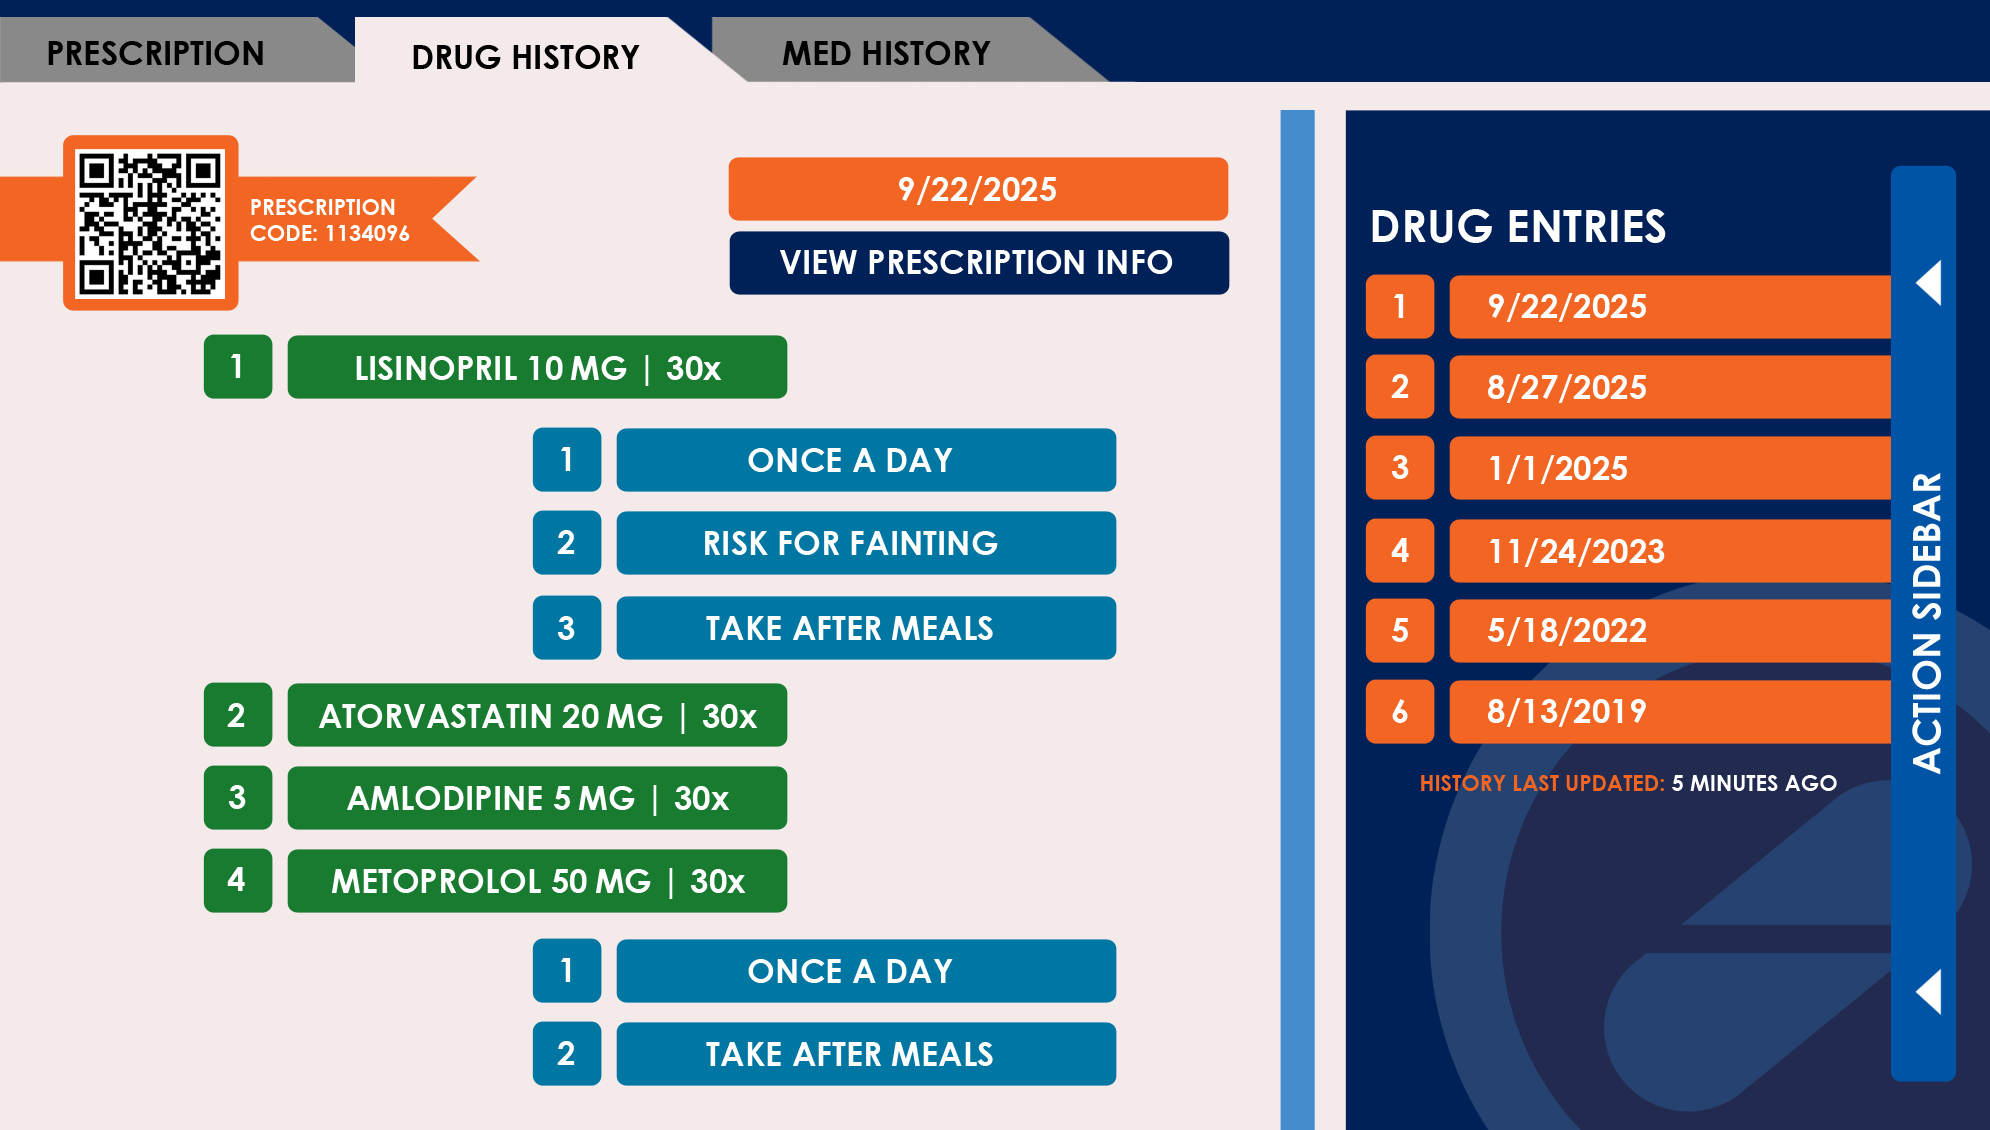 PRESCRIPTION
DRUG HISTORY
MED HISTORY
PRESCRIPTION
CODE: 1134096
9/22/2025
VIEW PRESCRIPTION INFO
1 LISINOPRIL 10 MG | 30x
1 ONCE A DAY
2 RISK FOR FAINTING
3 TAKE AFTER MEALS
2 ATORVASTATIN 20 MG | 30x
3 AMLODIPINE 5 MG | 30x
4 METOPROLOL 50 MG | 30x
1 ONCE A DAY
2 TAKE AFTER MEALS
DRUG ENTRIES
1 9/22/2025
2 8/27/2025
3 1/1/2025
4 11/24/2023
5 5/18/2022
6 8/13/2019
HISTORY LAST UPDATED: 5 MINUTES AGO
ACTION SIDEBAR